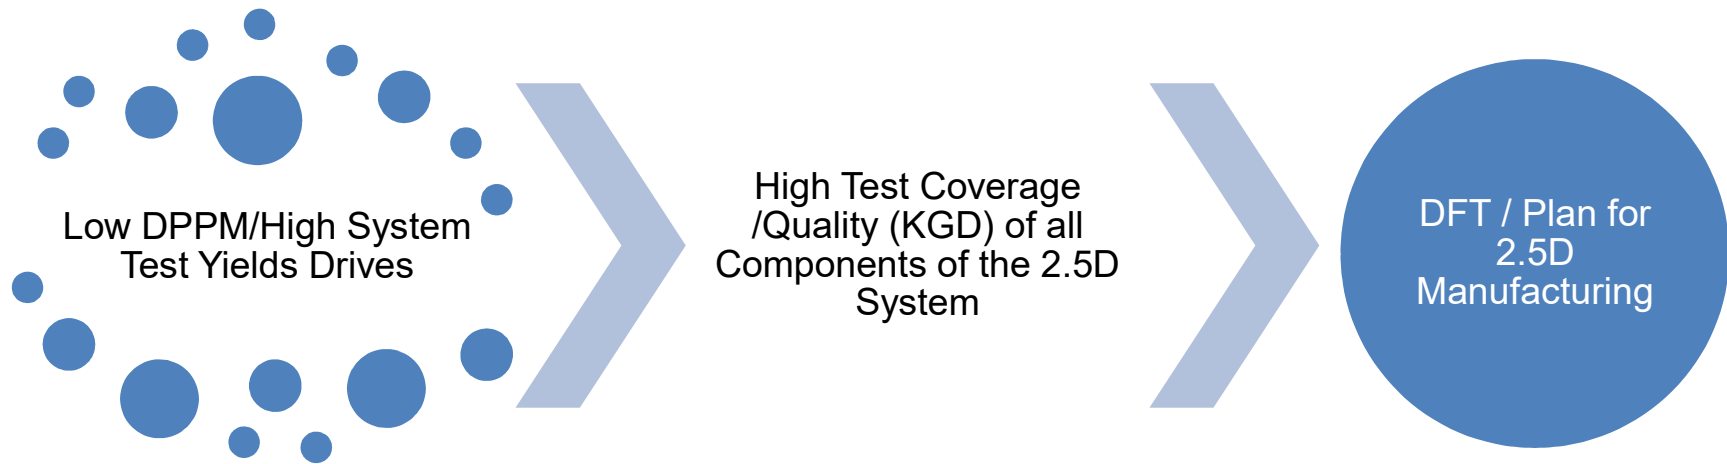 Low DPPM/High System
Test Yields Drives
High Test Coverage
/Quality (KGD) of all
Components of the 2.5D
System
DFT / Plan for
2.5D
Manufacturing